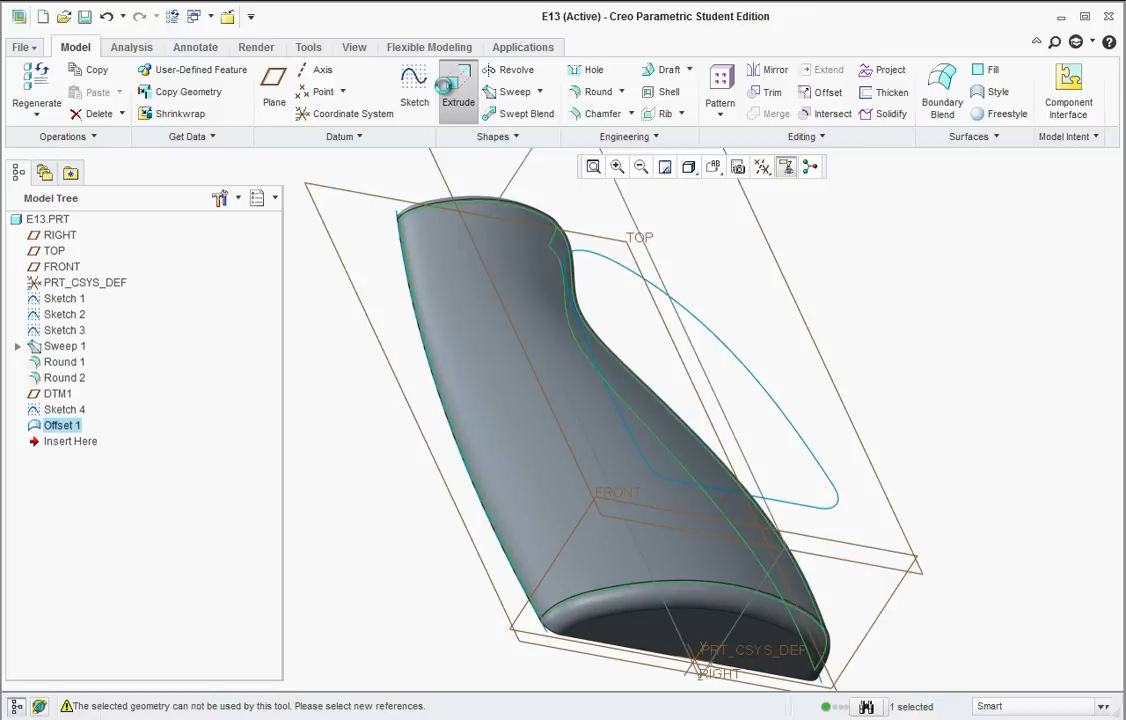 E13 (Active) - Creo Parametric Student Edition
File Model Analysis Annotate Render Tools View Flexible Modeling Applications
Regenerate
Copy
Paste
Delete
Operations
User-Defined Feature
Copy Geometry
Shrinkwrap
Get Data
Plane
Axis
Point
Coordinate System
Datum
Sketch
Extrude
Revolve
Sweep
Swept Blend
Shapes
Hole
Round
Chamfer
Draft
Shell
Rib
Engineering
Pattern
Mirror
Trim
Merge
Extend
Offset
Intersect
Project
Thicken
Solidify
Editing
Boundary
Blend
Fill
Style
Freestyle
Surfaces
Component
Interface
Model Intent
Model Tree
E13.PRT
RIGHT
TOP
FRONT
PRT_CSYS_DEF
Sketch 1
Sketch 2
Sketch 3
Sweep 1
Round 1
Round 2
DTM1
Sketch 4
Offset 1
Insert Here
TOP
FRONT
PRT_CSYS_DEF
RIGHT
The selected geometry can not be used by this tool. Please select new references.
1 selected
Smart